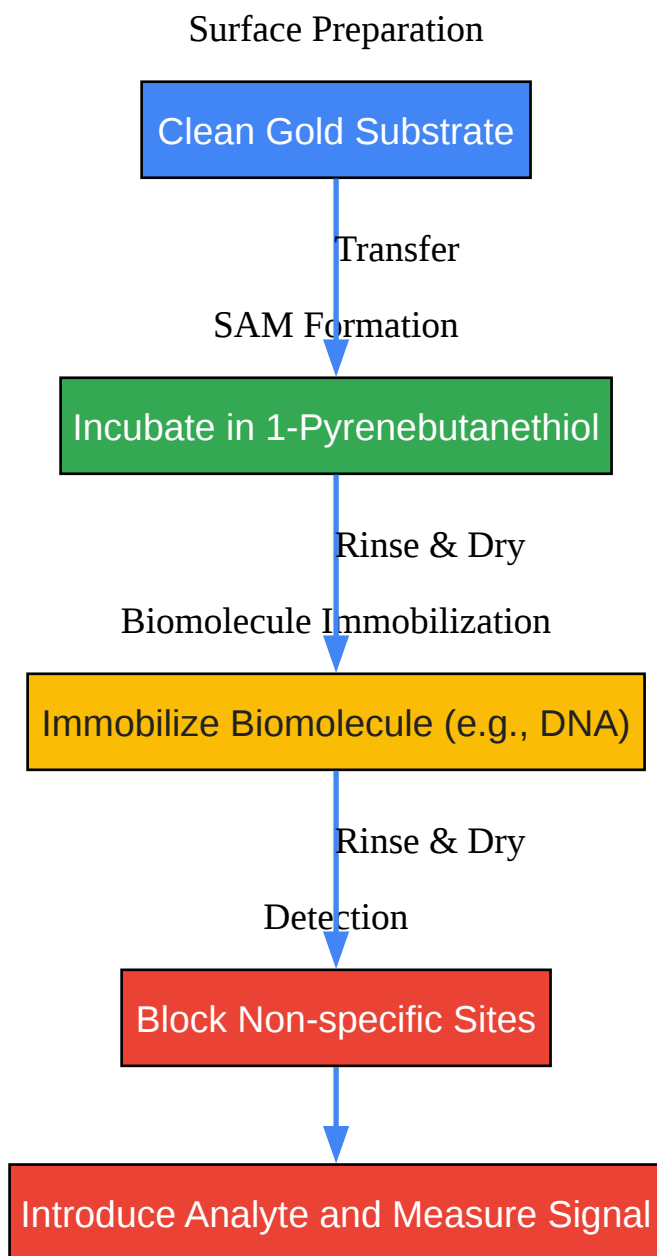 Surface Preparation
Clean Gold Substrate
Transfer
SAM Formation
Incubate in 1-Pyrenebutanethiol
Rinse & Dry
Biomolecule Immobilization
Immobilize Biomolecule (e.g., DNA)
Rinse & Dry
Detection
Block Non-specific Sites
Introduce Analyte and Measure Signal